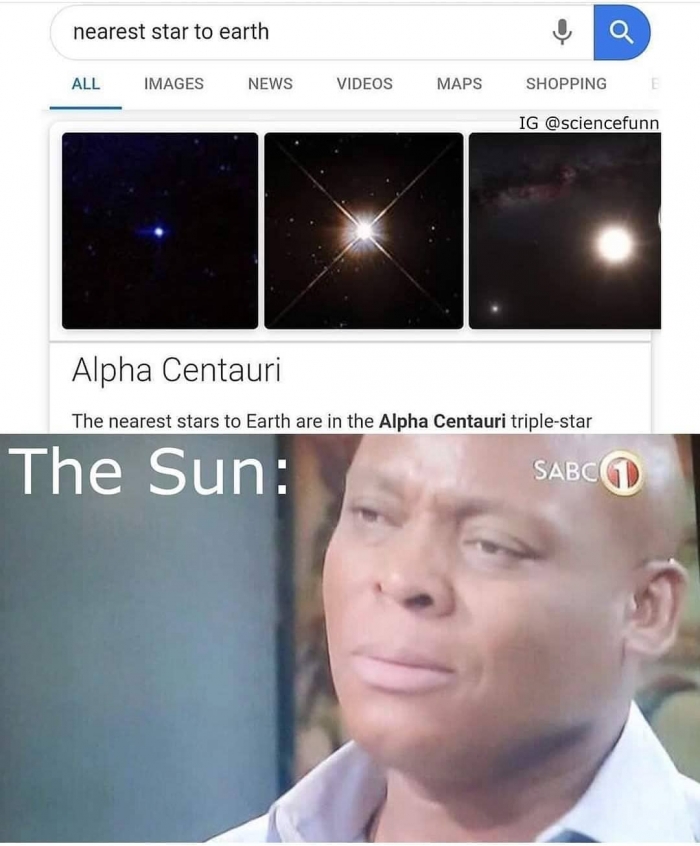 nearest star to earth
ALL IMAGES NEWS VIDEOS MAPS SHOPPING
IG @sciencefunn
Alpha Centauri
The nearest stars to Earth are in the Alpha Centauri triple-star
The Sun:
SABC 1